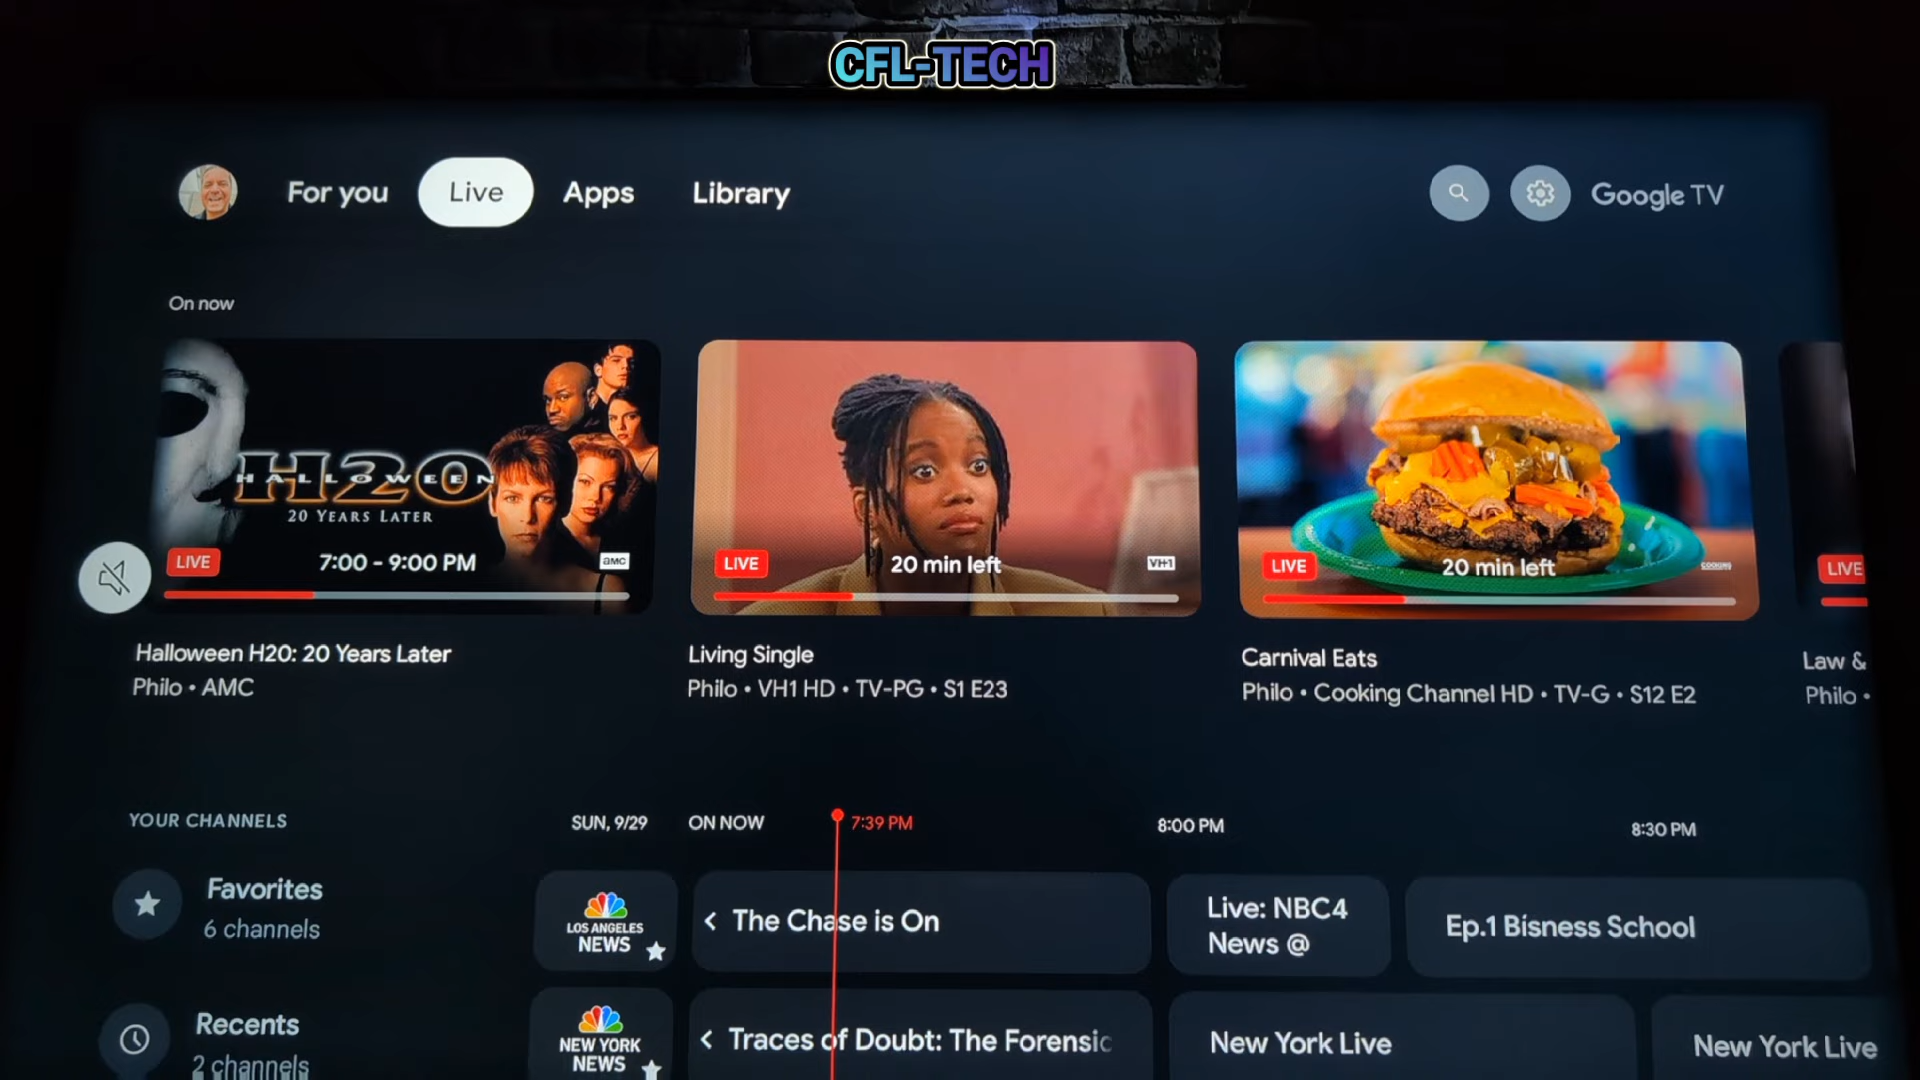 CFL-TECH
For you
Live
Apps
Library
Google TV
On now
H20
HALLOWEEN
20 YEARS LATER
LIVE
7:00 - 9:00 PM
aMC
LIVE
20 min left
VH1
LIVE
20 min left
COOKING
LIVE
Halloween H20: 20 Years Later
Philo • AMC
Living Single
Philo • VH1 HD • TV-PG • S1 E23
Carnival Eats
Philo • Cooking Channel HD • TV-G • S12 E2
Law &
Philo •
YOUR CHANNELS
SUN, 9/29
ON NOW
7:39 PM
8:00 PM
8:30 PM
Favorites
6 channels
LOS ANGELES
NEWS
< The Chase is On
Live: NBC4
News @
Ep.1 Bísness School
Recents
2 channels
NEW YORK
NEWS
< Traces of Doubt: The Forensic
New York Live
New York Live